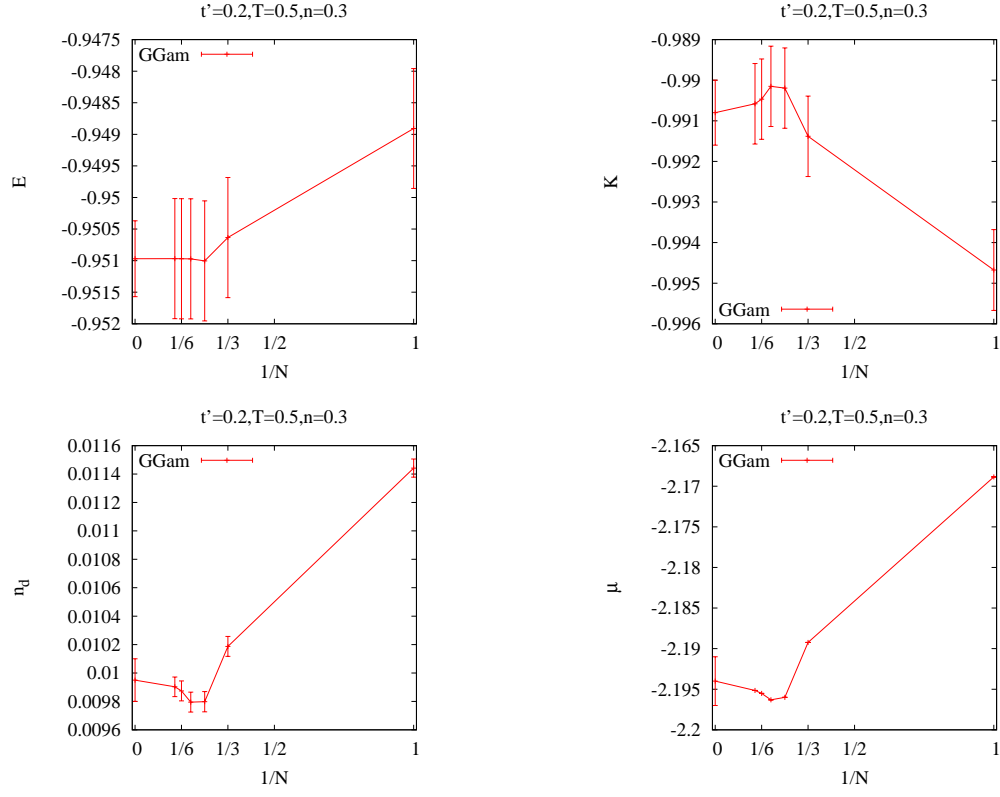 t'=0.2,T=0.5,n=0.3
GGam
E
-0.9475
-0.948
-0.9485
-0.949
-0.9495
-0.95
-0.9505
-0.951
-0.9515
-0.952
0 1/6 1/3 1/2 1
1/N
t'=0.2,T=0.5,n=0.3
GGam
K
-0.989
-0.99
-0.991
-0.992
-0.993
-0.994
-0.995
-0.996
0 1/6 1/3 1/2 1
1/N
t'=0.2,T=0.5,n=0.3
GGam
n_d
0.0116
0.0114
0.0112
0.011
0.0108
0.0106
0.0104
0.0102
0.01
0.0098
0.0096
0 1/6 1/3 1/2 1
1/N
t'=0.2,T=0.5,n=0.3
GGam
μ
-2.165
-2.17
-2.175
-2.18
-2.185
-2.19
-2.195
-2.2
0 1/6 1/3 1/2 1
1/N